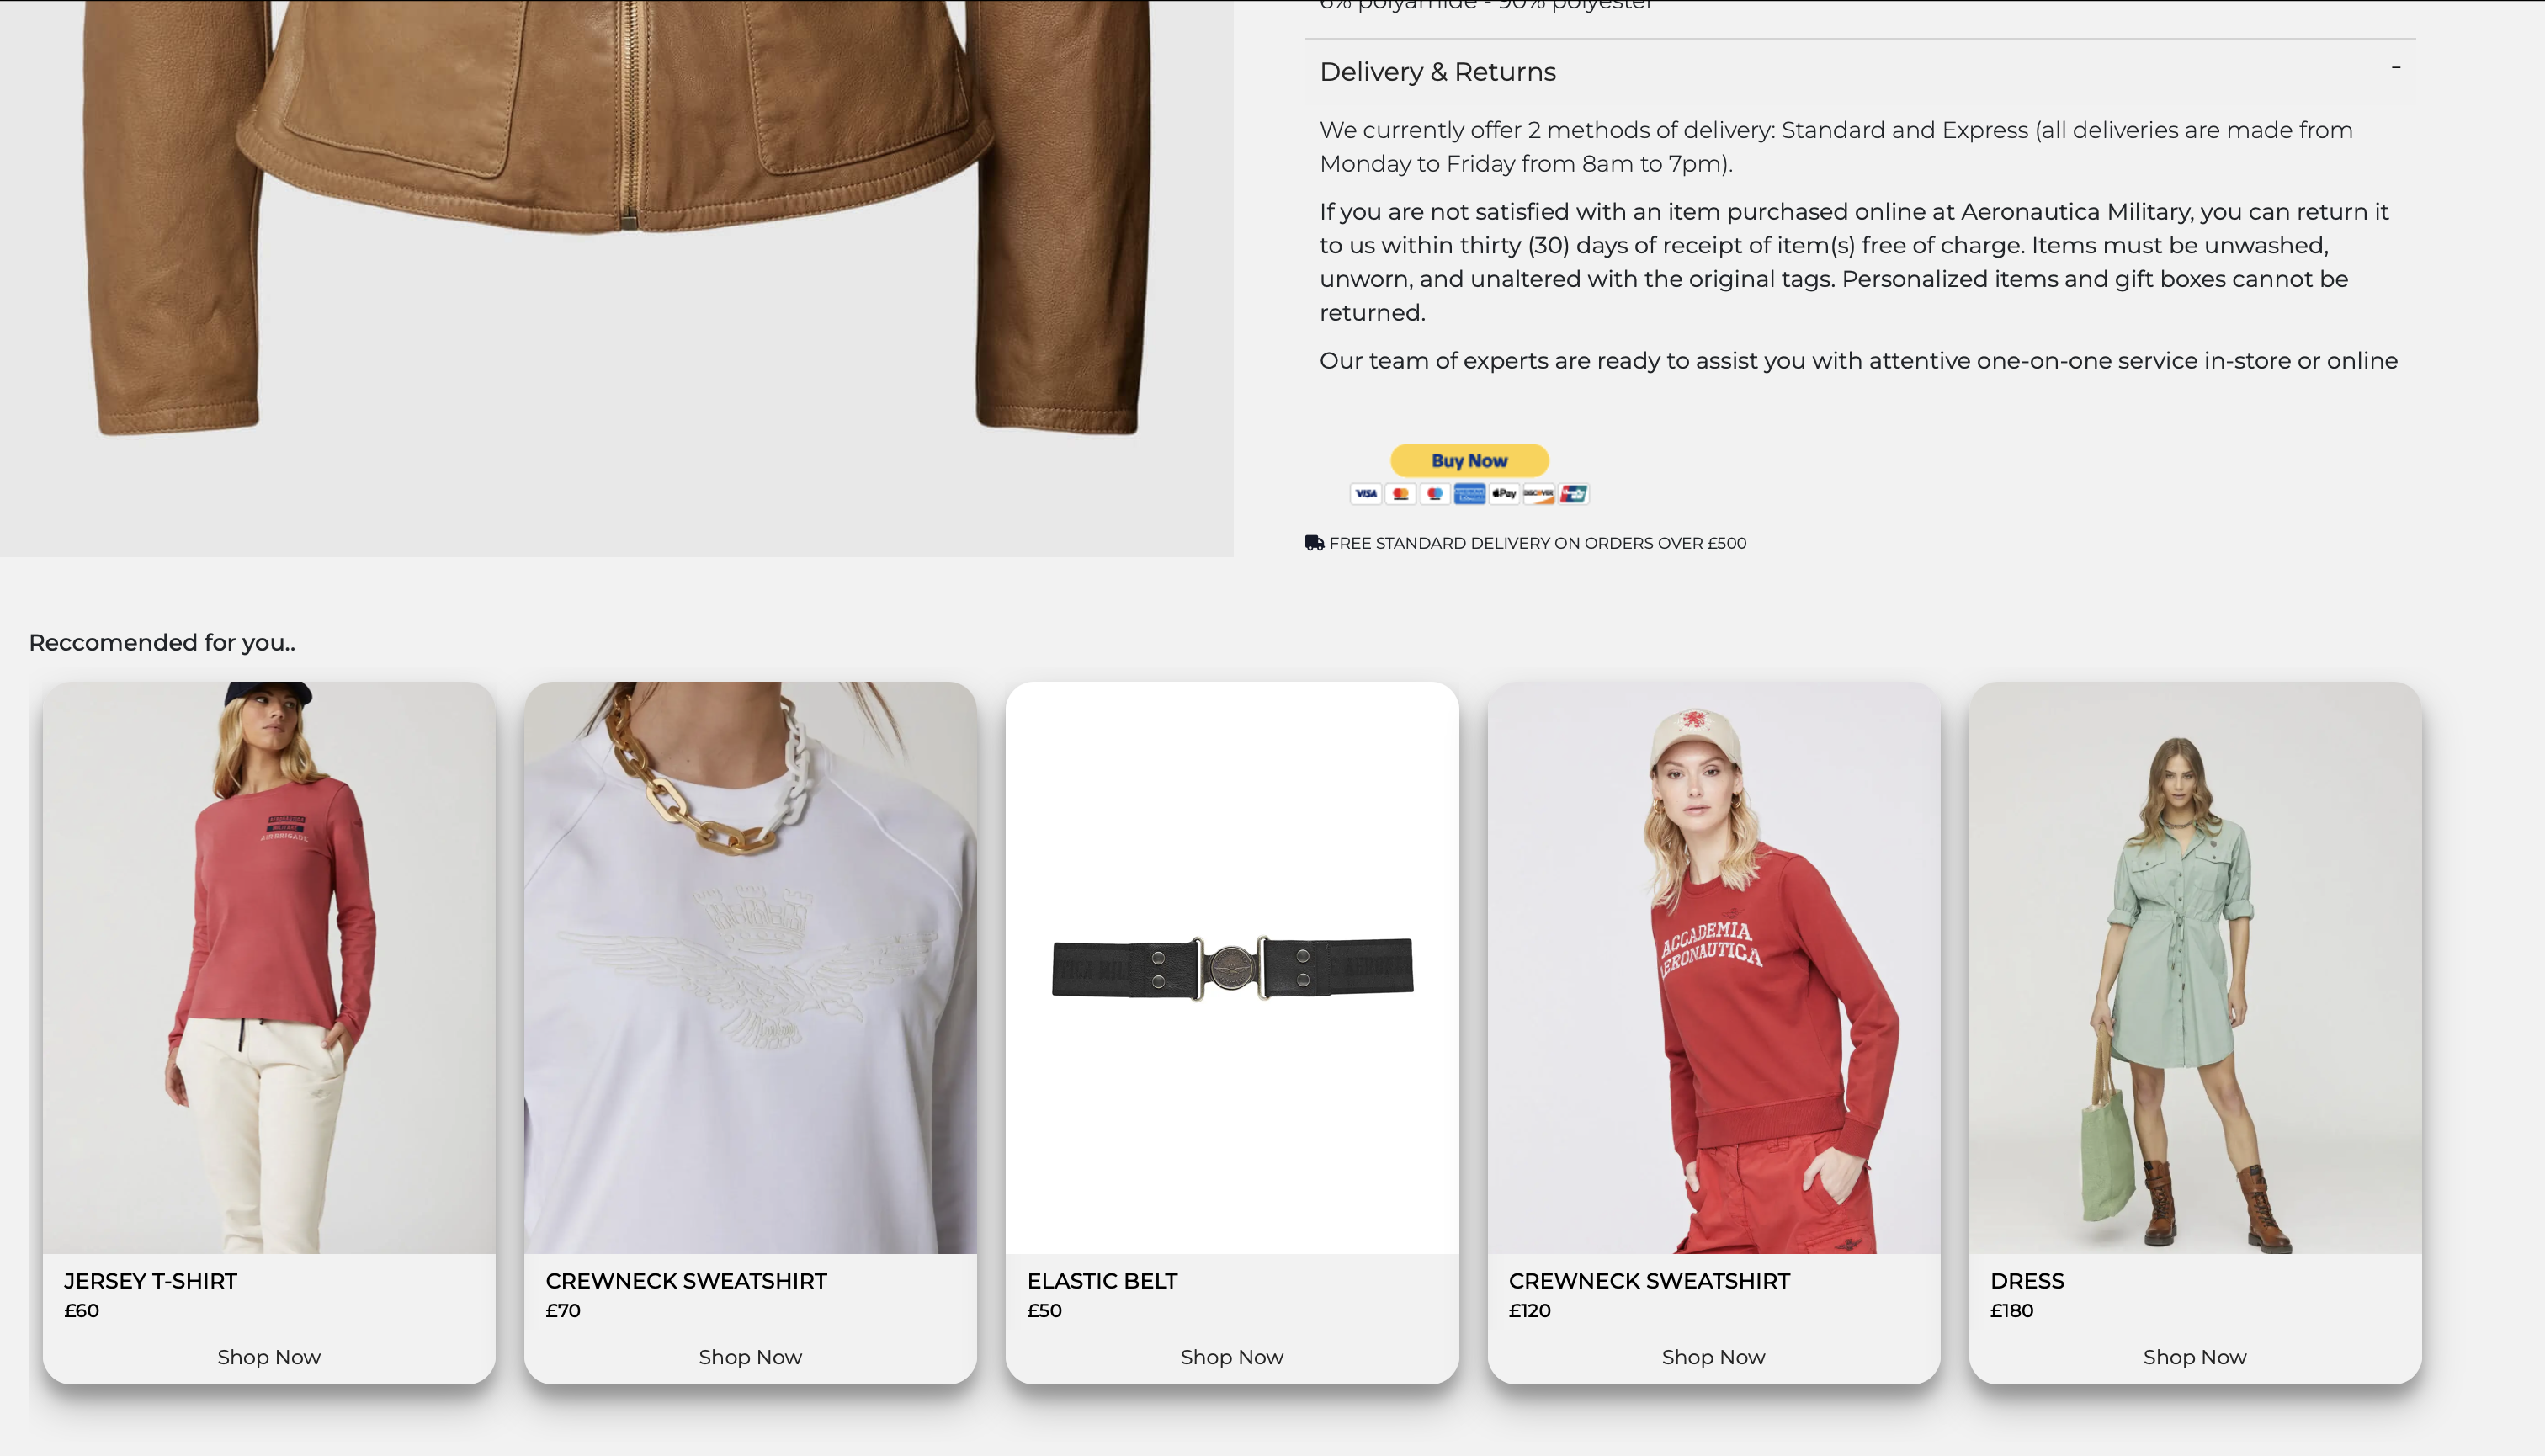 6% polyamide - 90% polyester
Delivery & Returns
-
We currently offer 2 methods of delivery: Standard and Express (all deliveries are made from
Monday to Friday from 8am to 7pm).
If you are not satisfied with an item purchased online at Aeronautica Military, you can return it
to us within thirty (30) days of receipt of item(s) free of charge. Items must be unwashed,
unworn, and unaltered with the original tags. Personalized items and gift boxes cannot be
returned.
Our team of experts are ready to assist you with attentive one-on-one service in-store or online
Buy Now
VISA Pay DISCOVER
FREE STANDARD DELIVERY ON ORDERS OVER £500
Reccomended for you..
AIR BRIGADE
TICA MIL
ACCADEMIA
AERONAUTICA
JERSEY T-SHIRT
£60
Shop Now
CREWNECK SWEATSHIRT
£70
Shop Now
ELASTIC BELT
£50
Shop Now
CREWNECK SWEATSHIRT
£120
Shop Now
DRESS
£180
Shop Now